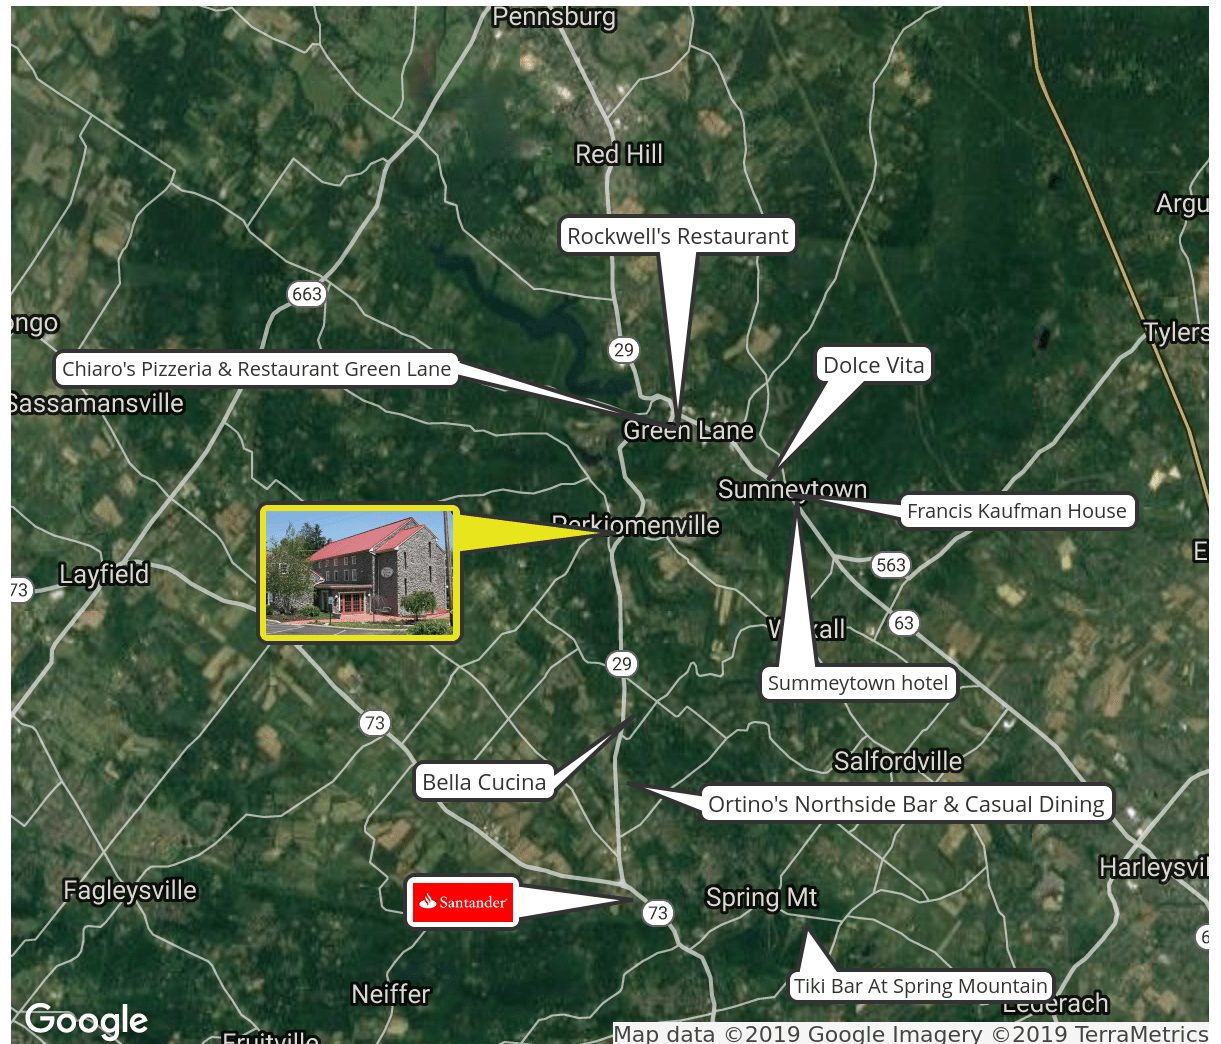 Pennsburg
Red Hill
Argu
Rockwell's Restaurant
663
ongo
29
Tylers
Chiaro's Pizzeria & Restaurant Green Lane
Dolce Vita
Sassamansville
Green Lane
Sumneytown
Francis Kaufman House
Perkiomenville
E
563
Layfield
73
63
Woxall
29
Summeytown hotel
73
Salfordville
Bella Cucina
Ortino's Northside Bar & Casual Dining
Harleysvil
Fagleysville
Santander
Spring Mt
73
6
Tiki Bar At Spring Mountain
Neiffer
Lederach
Google
Fruitville
Map data ©2019 Google Imagery ©2019 TerraMetrics